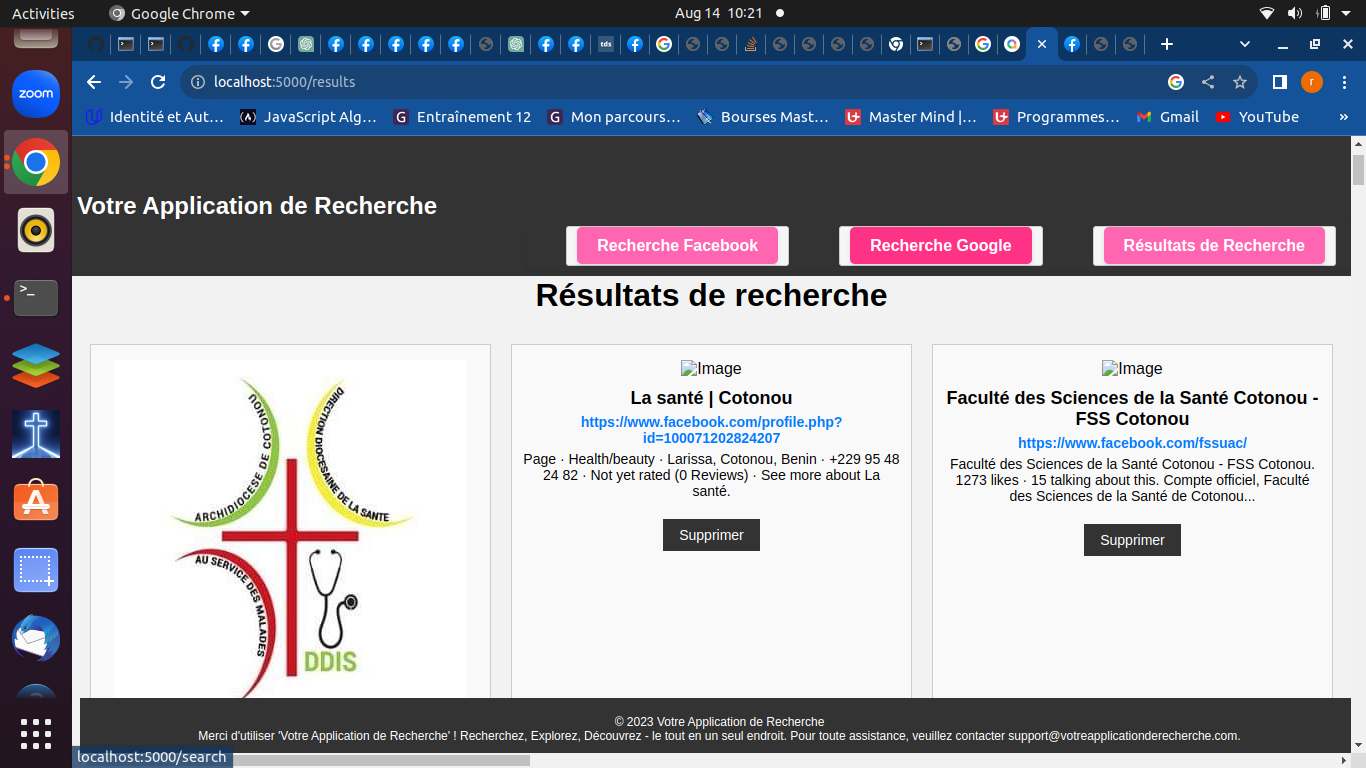 Activities
Google Chrome
Aug 14 10:21
tds
localhost:5000/results
r
zoom
Identité et Aut…
JavaScript Alg…
G
Entraînement 12
G
Mon parcours…
Bourses Mast…
Master Mind |…
Programmes…
Gmail
YouTube
»
Votre Application de Recherche
Recherche Facebook
Recherche Google
Résultats de Recherche
Résultats de recherche
ARCHIDIOCESE DE COTONOU
DIRECTION DIOCESAINE DE LA SANTE
AU SERVICE DES MALADES
DDIS
Image
La santé | Cotonou
https://www.facebook.com/profile.php?
id=100071202824207
Page · Health/beauty · Larissa, Cotonou, Benin · +229 95 48
24 82 · Not yet rated (0 Reviews) · See more about La
santé.
Supprimer
Image
Faculté des Sciences de la Santé Cotonou -
FSS Cotonou
https://www.facebook.com/fssuac/
Faculté des Sciences de la Santé Cotonou - FSS Cotonou.
1273 likes · 15 talking about this. Compte officiel, Faculté
des Sciences de la Santé de Cotonou...
Supprimer
>_
© 2023 Votre Application de Recherche
Merci d'utiliser 'Votre Application de Recherche' ! Recherchez, Explorez, Découvrez - le tout en un seul endroit. Pour toute assistance, veuillez contacter support@votreapplicationderecherche.com.
localhost:5000/search